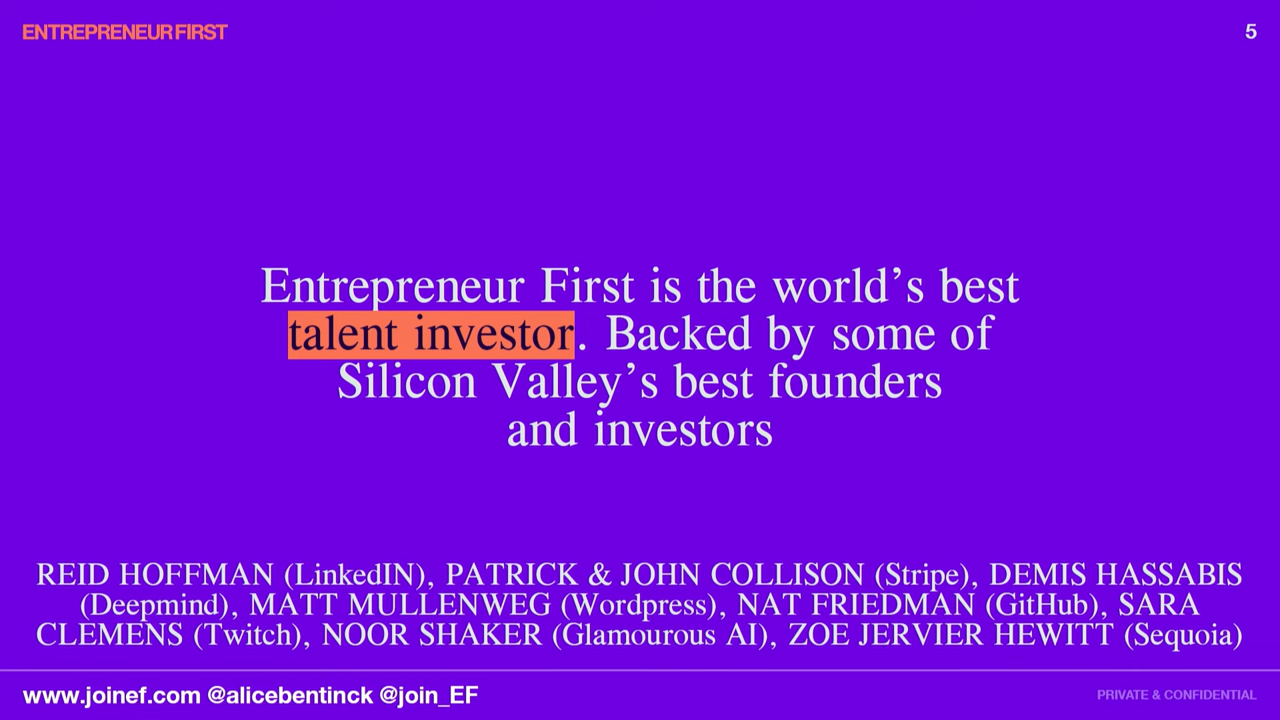 ENTREPRENEUR FIRST
5
Entrepreneur First is the world’s best
talent investor. Backed by some of
Silicon Valley’s best founders
and investors
REID HOFFMAN (LinkedIN), PATRICK & JOHN COLLISON (Stripe), DEMIS HASSABIS
(Deepmind), MATT MULLENWEG (Wordpress), NAT FRIEDMAN (GitHub), SARA
CLEMENS (Twitch), NOOR SHAKER (Glamourous AI), ZOE JERVIER HEWITT (Sequoia)
www.joinef.com @alicebentinck @join_EF
PRIVATE & CONFIDENTIAL